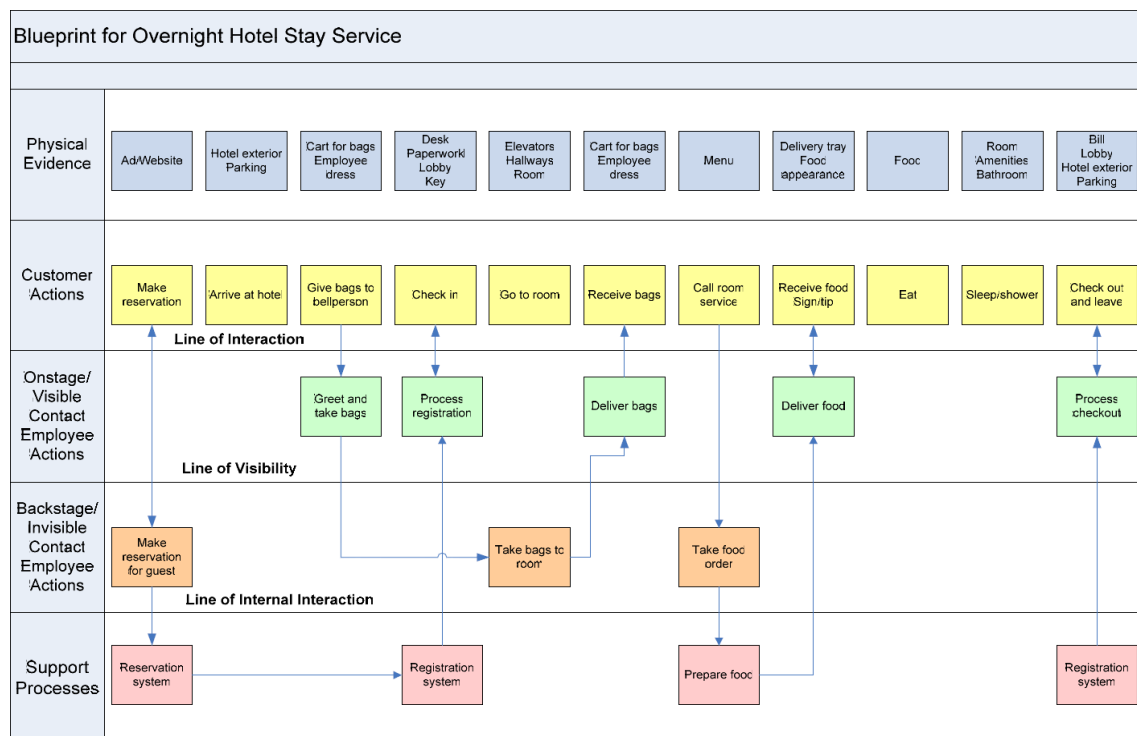 Blueprint for Overnight Hotel Stay Service
Physical
Evidence
Ad/Website
Hotel exterior
Parking
Cart for bags
Employee
dress
Desk
Paperwork
Lobby
Key
Elevators
Hallways
Room
Cart for bags
Employee
dress
Menu
Delivery tray
Food
appearance
Food
Room
Amenities
Bathroom
Bill
Lobby
Hotel exterior
Parking
Customer
Actions
Make
reservation
Arrive at hotel
Give bags to
bellperson
Check in
Go to room
Receive bags
Call room
service
Receive food
Sign/tip
Eat
Sleep/shower
Check out
and leave
Line of Interaction
Onstage/
Visible
Contact
Employee
Actions
Greet and
take bags
Process
registration
Deliver bags
Deliver food
Process
checkout
Line of Visibility
Backstage/
Invisible
Contact
Employee
Actions
Make
reservation
for guest
Take bags to
room
Take food
order
Line of Internal Interaction
Support
Processes
Reservation
system
Registration
system
Prepare food
Registration
system